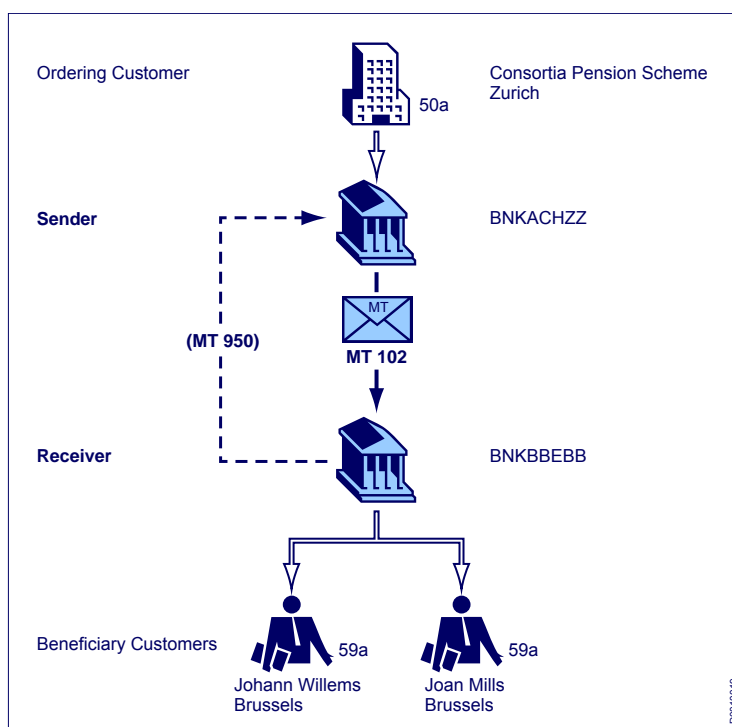 Ordering Customer
50a
Consortia Pension Scheme
Zurich
Sender
BNKACHZZ
MT
(MT 950)
MT 102
Receiver
BNKBBEBB
Beneficiary Customers
59a
59a
Johann Willems
Brussels
Joan Mills
Brussels